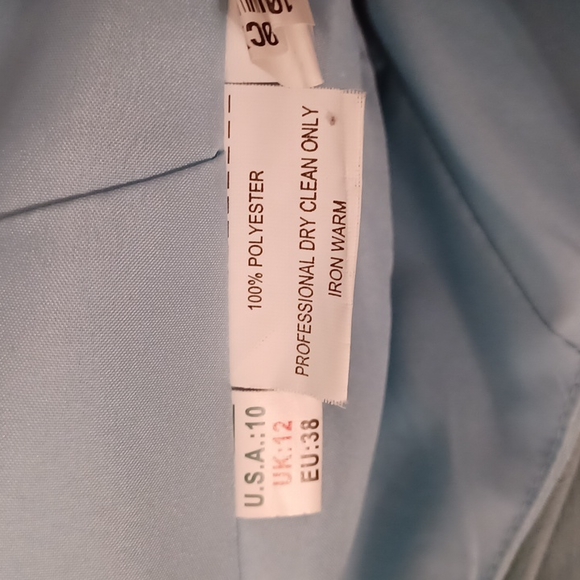 100% POLYESTER
PROFESSIONAL DRY CLEAN ONLY
IRON WARM
U.S.A.:10
UK:12
EU:38